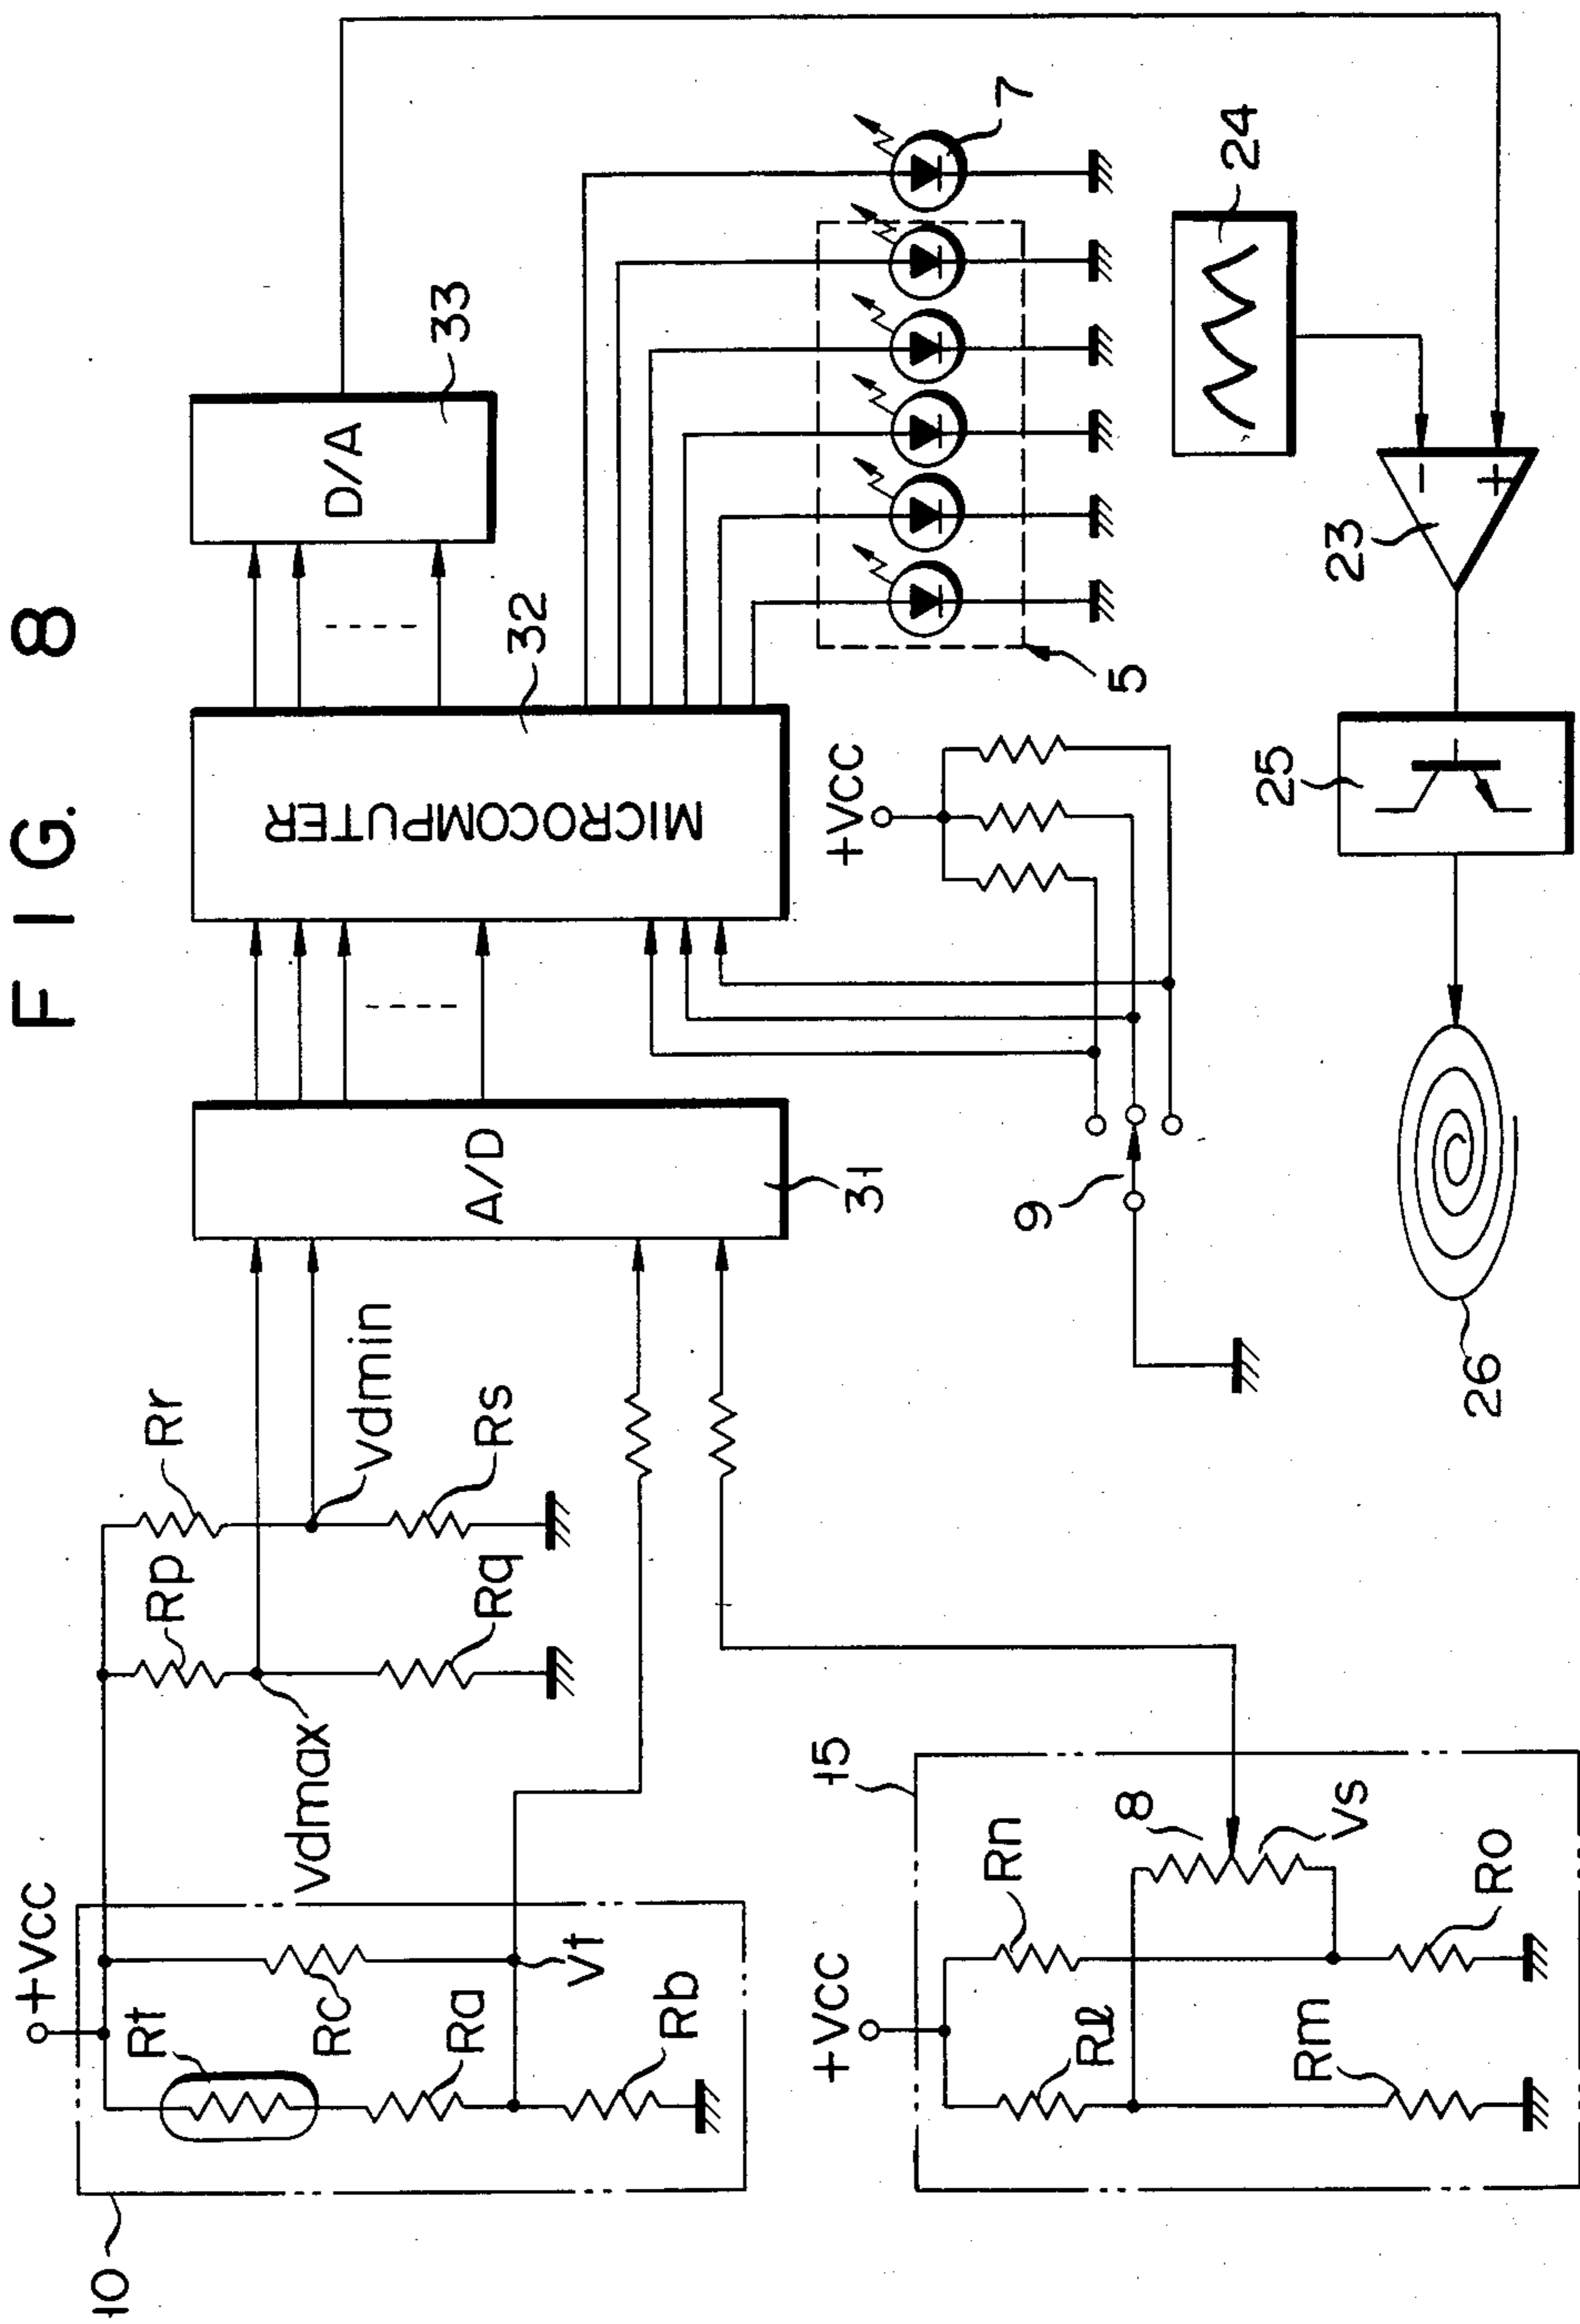 FIG. 8
10
+VCC
Rt
Rc
Ra
Rb
Vt
Vdmax
Rp
Rq
Rr
Rs
Vdmin
A/D
31
MICROCOMPUTER
32
D/A
33
+VCC
9
5
7
15
+VCC
Rl
Rm
Rn
Ro
8
Vs
26
25
23
-
+
24